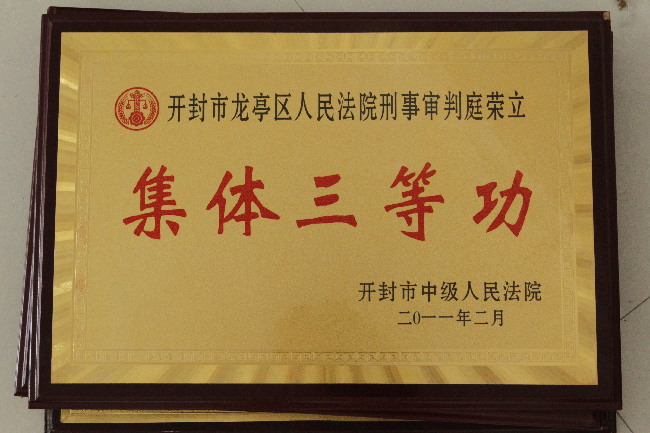 开封市龙亭区人民法院刑事审判庭荣立
集体三等功
开封市中级人民法院
二〇一一年二月